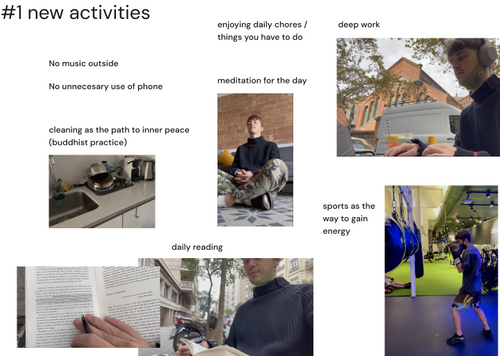 #1 new activities
enjoying daily chores /
things you have to do
deep work
No music outside
No unnecesary use of phone
meditation for the day
cleaning as the path to inner peace
(buddhist practice)
sports as the
way to gain
energy
daily reading